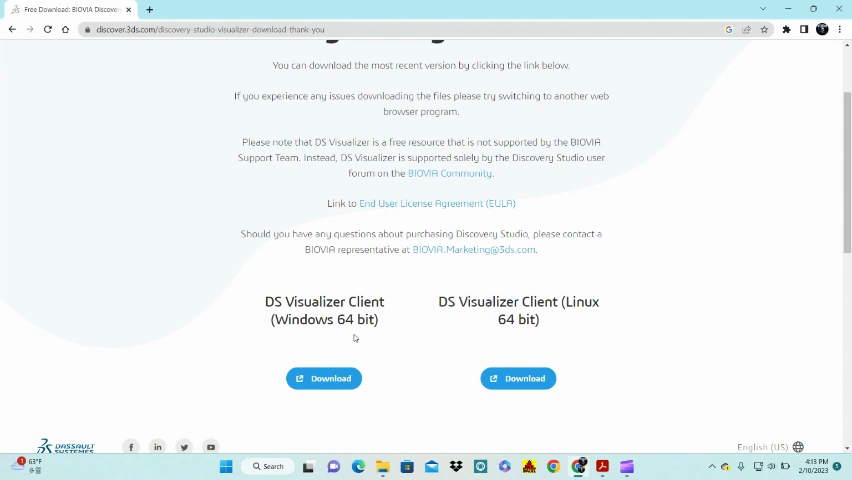 Free Download: BIOVIA Discovery
discover.3ds.com/discovery-studio-visualizer-download-thank-you
You can download the most recent version by clicking the link below.
If you experience any issues downloading the files please try switching to another web
browser program.
Please note that DS Visualizer is a free resource that is not supported by the BIOVIA
Support Team. Instead, DS Visualizer is supported solely by the Discovery Studio user
forum on the BIOVIA Community.
Link to End User License Agreement (EULA)
Should you have any questions about purchasing Discovery Studio, please contact a
BIOVIA representative at BIOVIA.Marketing@3ds.com.
DS Visualizer Client
(Windows 64 bit)
Download
DS Visualizer Client (Linux
64 bit)
Download
DASSAULT
SYSTEMES
English (US)
63°F
Search
4:13 PM
2/10/2023